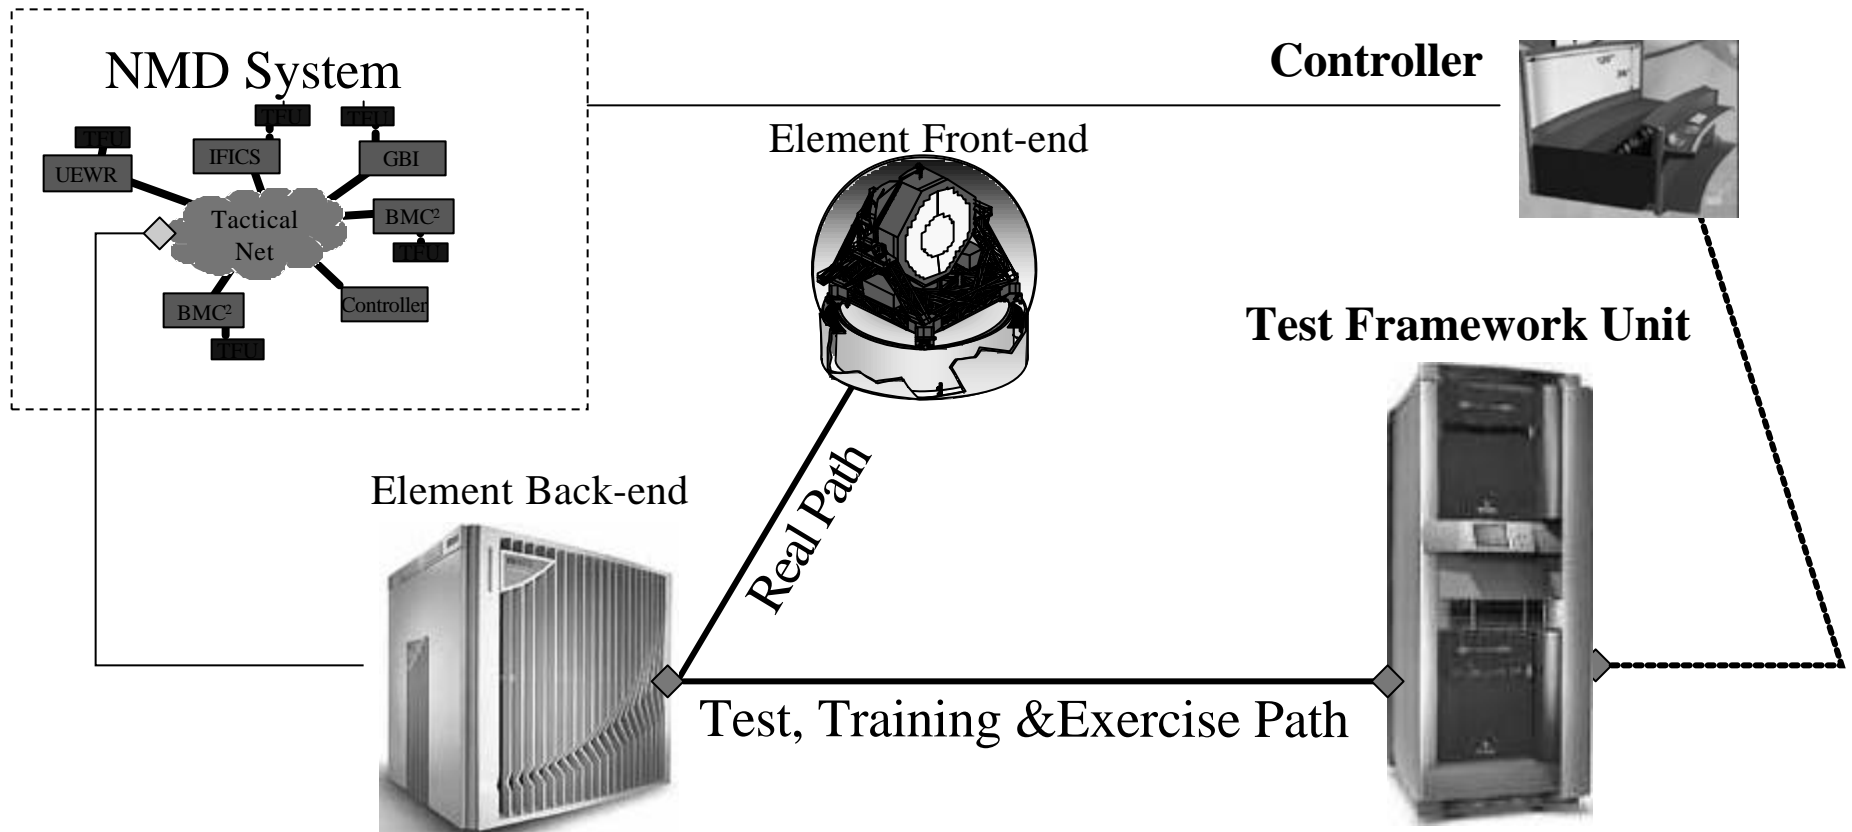 NMD System
Controller
Element Front-end
TFU
TFU
TFU
IFICS
GBI
UEWR
Tactical
Net
BMC²
TFU
BMC²
Controller
TFU
Test Framework Unit
Real Path
Element Back-end
Test, Training &Exercise Path